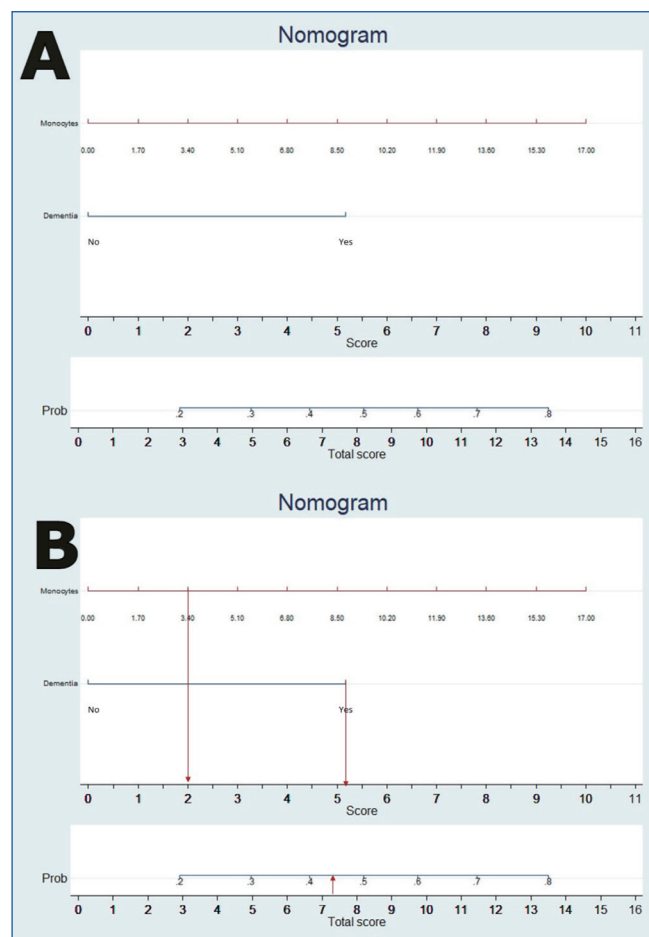 A
Nomogram
Monocytes
0.00 1.70 3.40 5.10 6.80 8.50 10.20 11.90 13.60 15.30 17.00
Dementia
No Yes
0 1 2 3 4 5 6 7 8 9 10 11
Score
Prob
.2 .3 .4 .5 .6 .7 .8
0 1 2 3 4 5 6 7 8 9 10 11 12 13 14 15 16
Total score
B
Nomogram
Monocytes
0.00 1.70 3.40 5.10 6.80 8.50 10.20 11.90 13.60 15.30 17.00
Dementia
No Yes
0 1 2 3 4 5 6 7 8 9 10 11
Score
Prob
.2 .3 .4 .5 .6 .7 .8
0 1 2 3 4 5 6 7 8 9 10 11 12 13 14 15 16
Total score